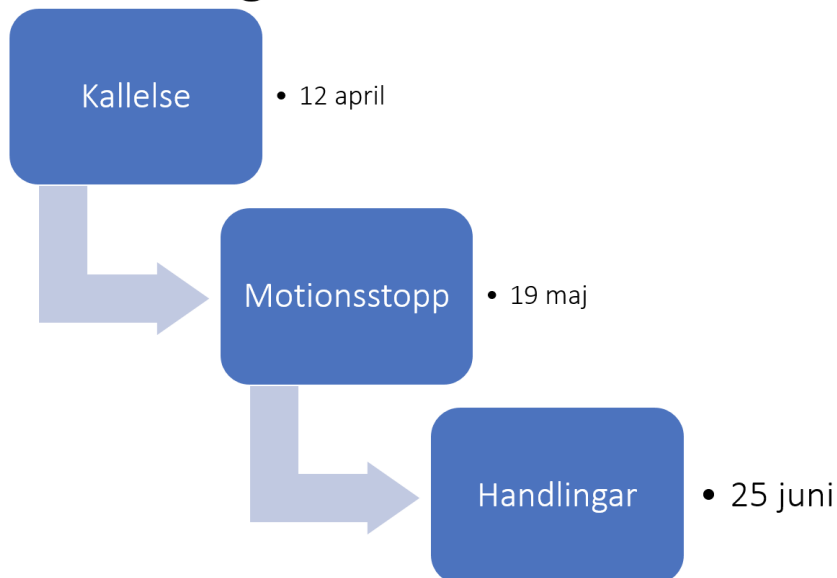 Kallelse
• 12 april
Motionsstopp
• 19 maj
Handlingar
• 25 juni